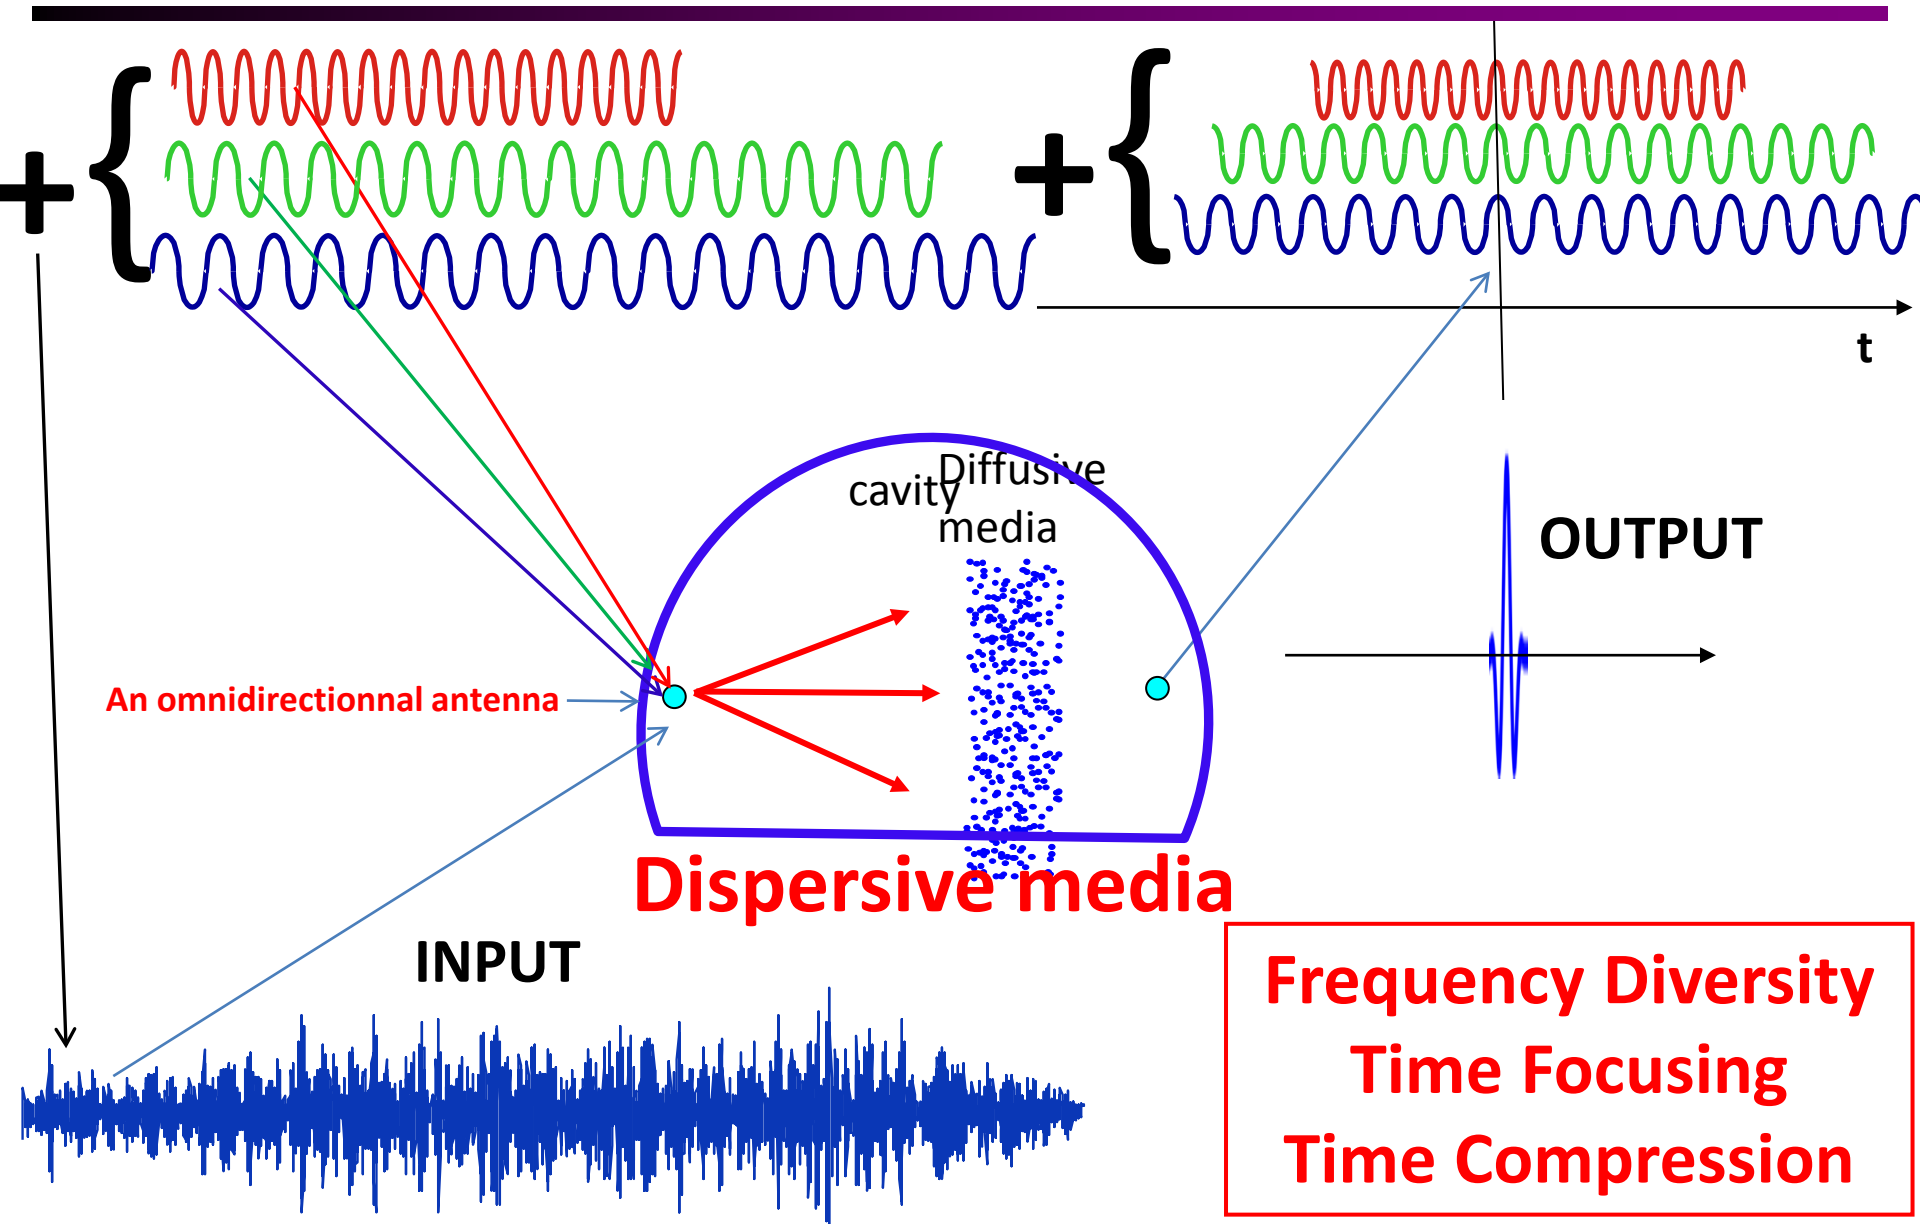 + {
+ {
t
cavity
Diffusive
media
OUTPUT
An omnidirectionnal antenna
Dispersive media
INPUT
Frequency Diversity
Time Focusing
Time Compression